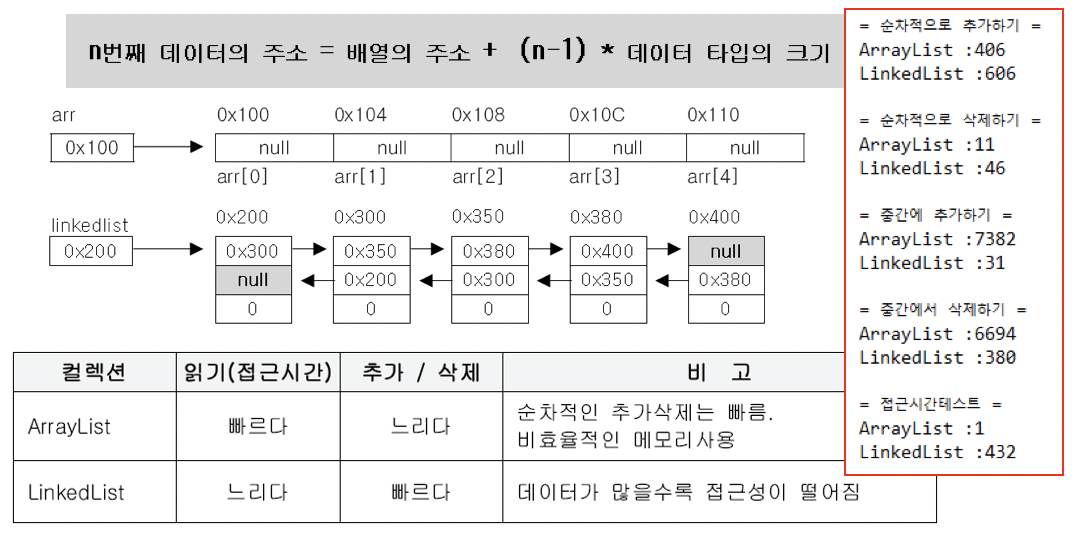 n번째 데이터의 주소 = 배열의 주소 + (n-1) * 데이터 타입의 크기
arr
0x100 0x104 0x108 0x10C 0x110
0x100 null null null null null
arr[0] arr[1] arr[2] arr[3] arr[4]
linkedlist
0x200 0x300 0x350 0x380 0x400
0x200 0x300 0x350 0x380 0x400 null
null 0x200 0x300 0x350 0x380
0 0 0 0 0
컬렉션 읽기(접근시간) 추가 / 삭제 비 고
ArrayList 빠르다 느리다 순차적인 추가삭제는 빠름.
비효율적인 메모리사용
LinkedList 느리다 빠르다 데이터가 많을수록 접근성이 떨어짐
= 순차적으로 추가하기 =
ArrayList :406
LinkedList :606
= 순차적으로 삭제하기 =
ArrayList :11
LinkedList :46
= 중간에 추가하기 =
ArrayList :7382
LinkedList :31
= 중간에서 삭제하기 =
ArrayList :6694
LinkedList :380
= 접근시간테스트 =
ArrayList :1
LinkedList :432